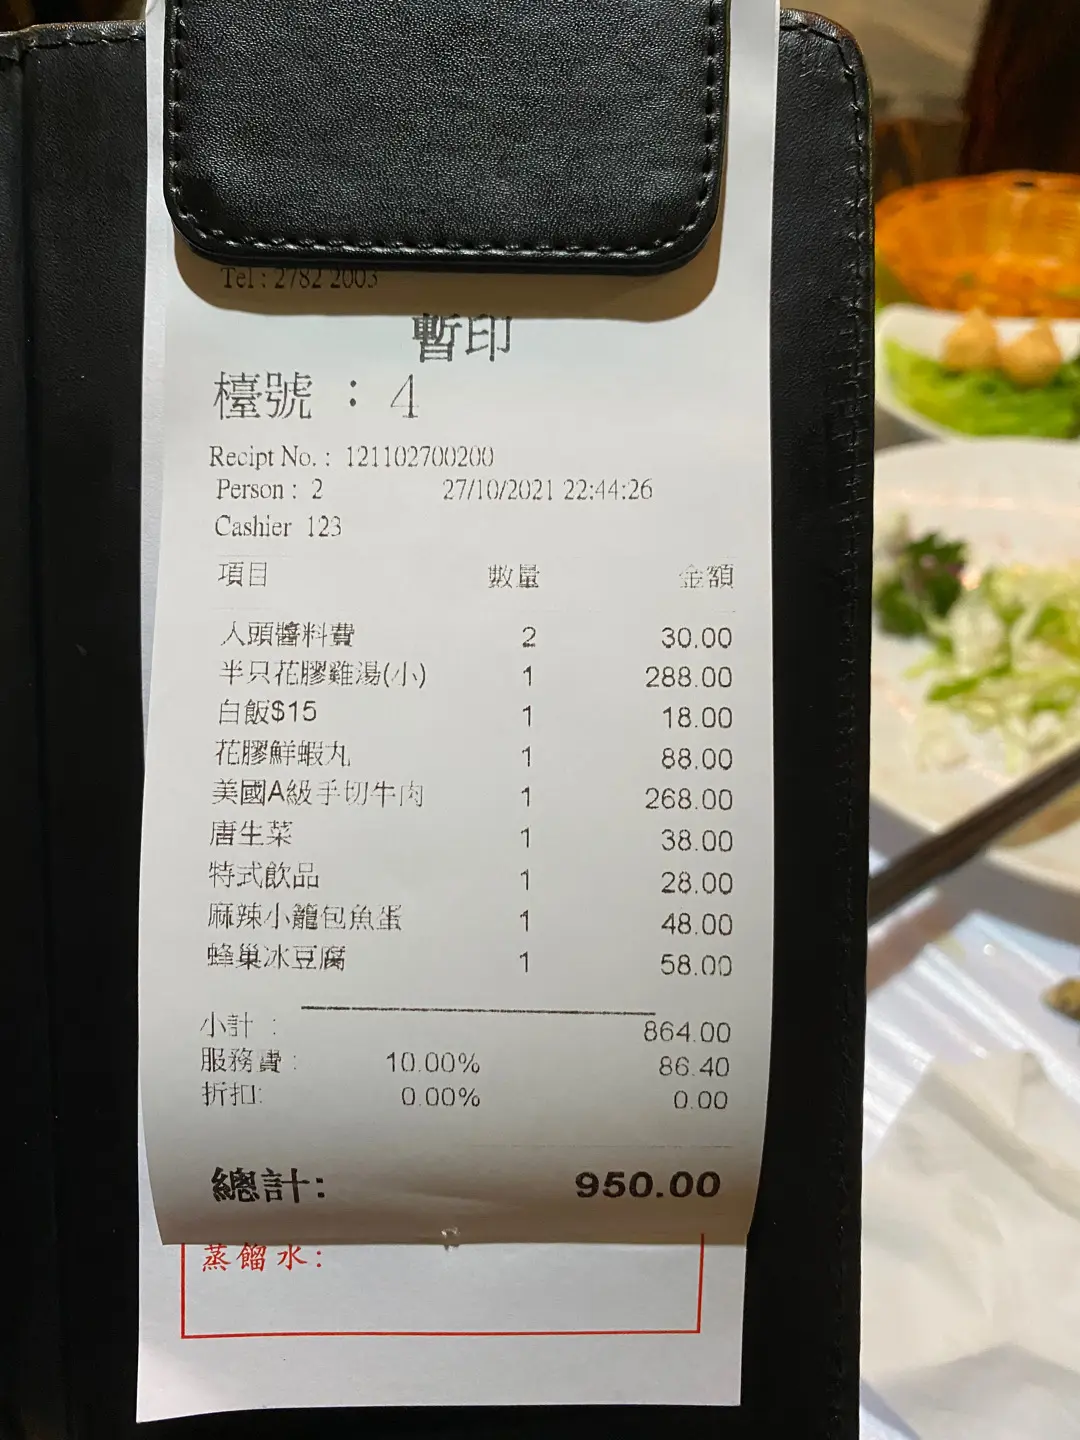 Tel : 2782 2003
暫印
檯號 : 4
Recipt No. : 121102700200
Person : 2 27/10/2021 22:44:26
Cashier 123
項目 數量 金額
人頭醬料費 2 30.00
半只花膠雞湯(小) 1 288.00
白飯$15 1 18.00
花膠鮮蝦丸 1 88.00
美國A級手切牛肉 1 268.00
唐生菜 1 38.00
特式飲品 1 28.00
麻辣小籠包魚蛋 1 48.00
蜂巢冰豆腐 1 58.00
小計 : 864.00
服務費 : 10.00% 86.40
折扣: 0.00% 0.00
總計: 950.00
蒸餾水: